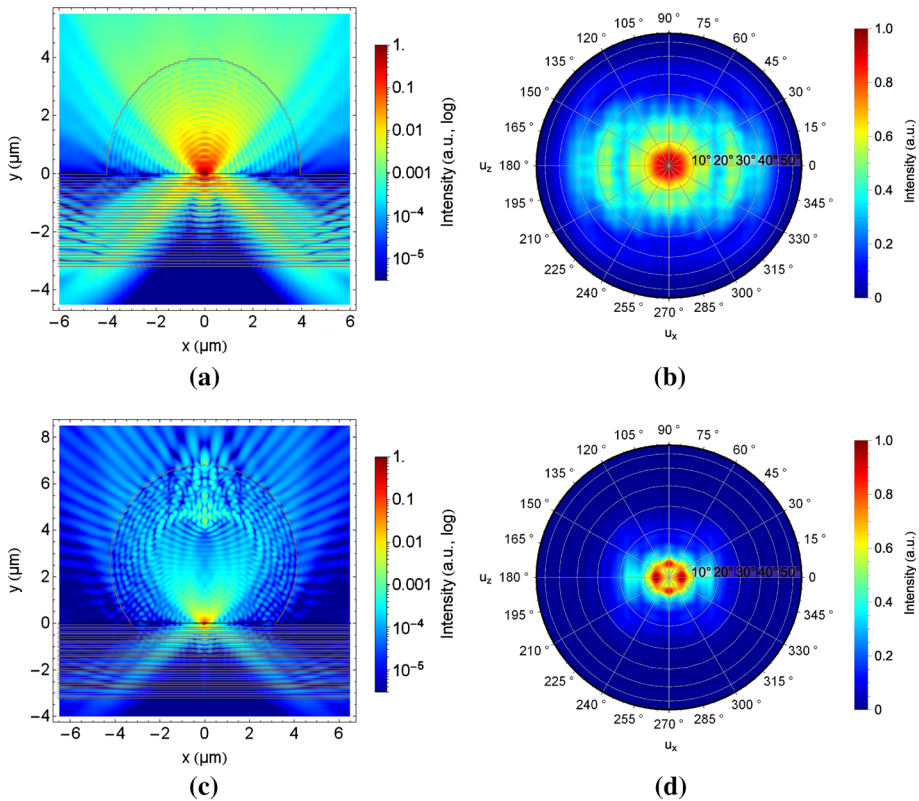 4
2
0
−2
−4
y (μm)
−6 −4 −2 0 2 4 6
x (μm)
1.
0.1
0.01
0.001
10⁻⁴
10⁻⁵
Intensity (a.u., log)
(a)
90 °
105 ° 75 °
120 ° 60 °
135 ° 45 °
150 ° 30 °
165 ° 15 °
u_z 180 ° 10° 20° 30° 40° 50° 0 °
195 ° 345 °
210 ° 330 °
225 ° 315 °
240 ° 300 °
255 ° 285 °
270 °
u_x
1.0
0.8
0.6
0.4
0.2
0
Intensity (a.u.)
(b)
8
6
4
2
0
−2
−4
y (μm)
−6 −4 −2 0 2 4 6
x (μm)
1.
0.1
0.01
0.001
10⁻⁴
10⁻⁵
Intensity (a.u., log)
(c)
90 °
105 ° 75 °
120 ° 60 °
135 ° 45 °
150 ° 30 °
165 ° 15 °
u_z 180 ° 10° 20° 30° 40° 50° 0 °
195 ° 345 °
210 ° 330 °
225 ° 315 °
240 ° 300 °
255 ° 285 °
270 °
u_x
1.0
0.8
0.6
0.4
0.2
0
Intensity (a.u.)
(d)